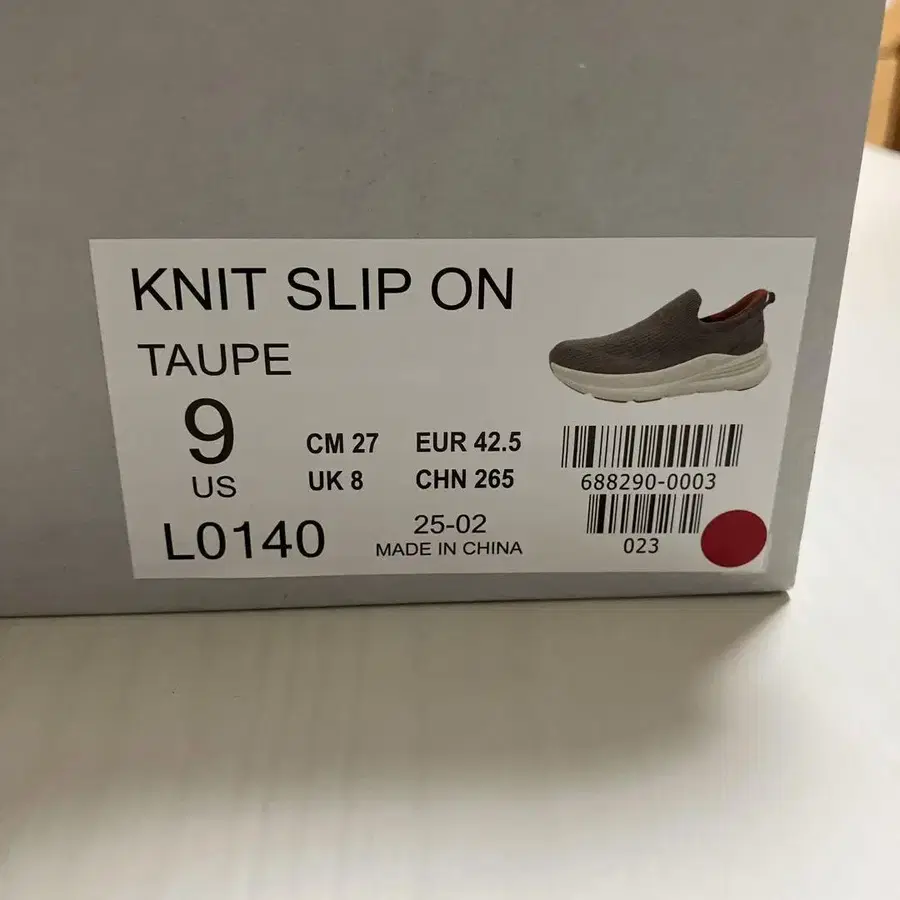 KNIT SLIP ON
TAUPE
9
US
CM 27 EUR 42.5
UK 8 CHN 265
L0140
25-02
MADE IN CHINA
688290-0003
023